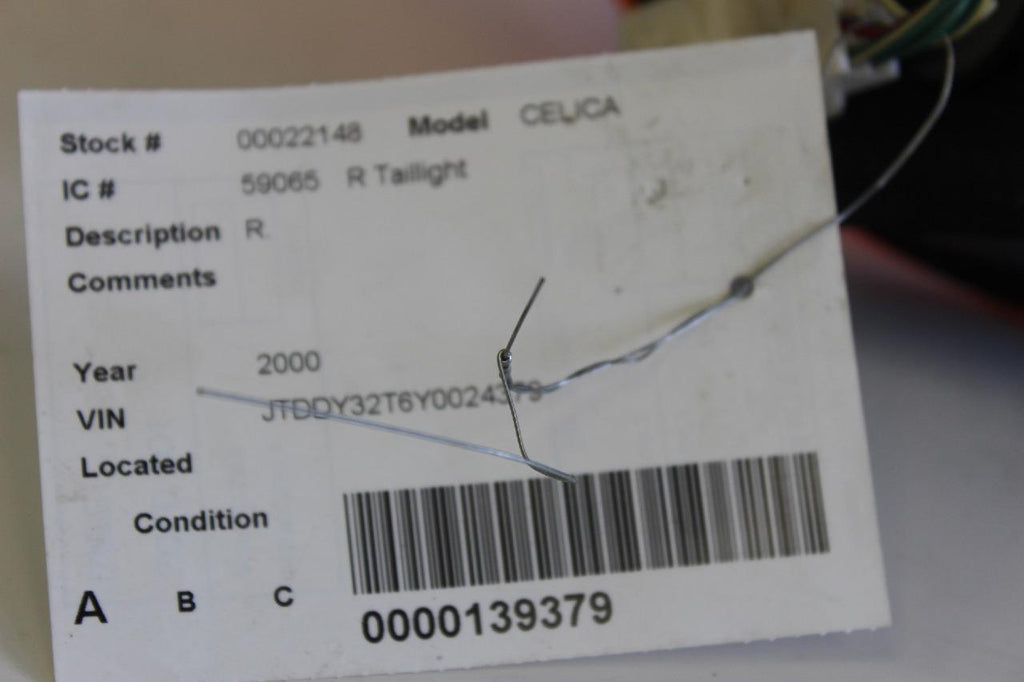 Stock # 00022148 Model CELICA
IC # 59065 R Taillight
Description R.
Comments
Year 2000
VIN JTDDY32T6Y0024379
Located
Condition
A B C
0000139379